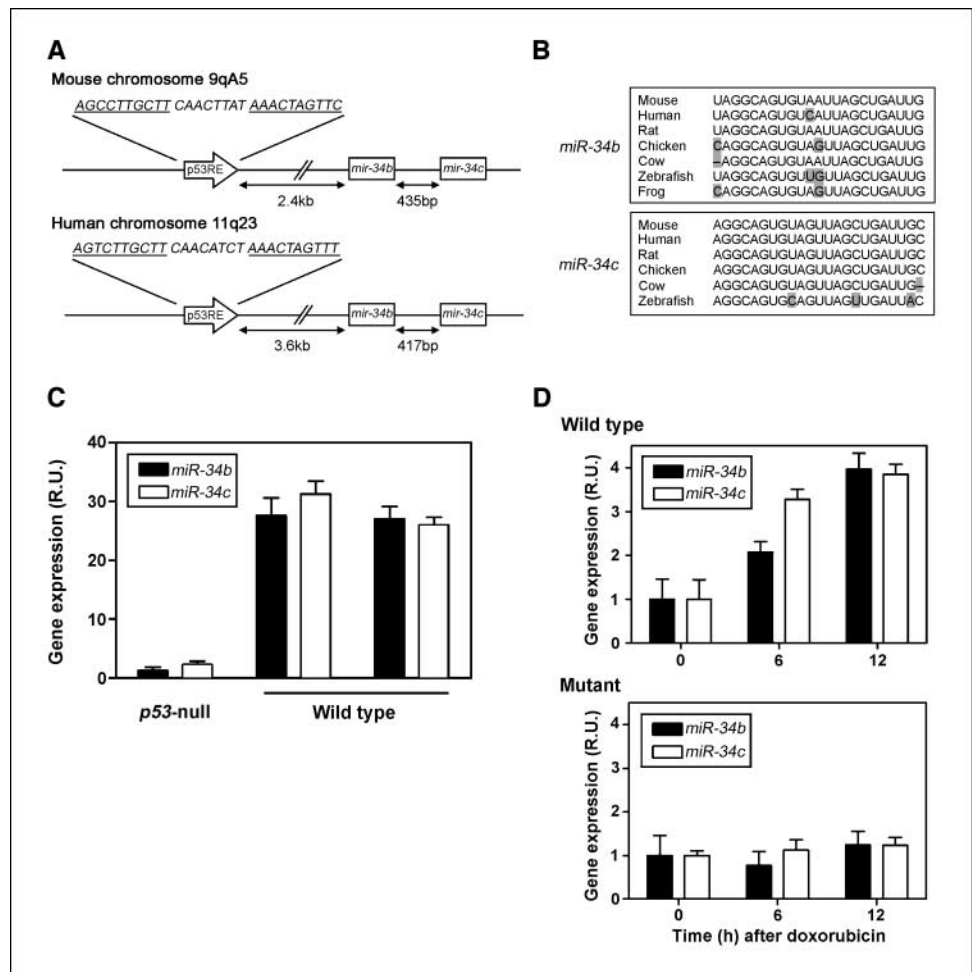 A
Mouse chromosome 9qA5
AGCCTTGCTT CAACTTAT AAACTAGTTC
p53RE
mir-34b
mir-34c
2.4kb
435bp
Human chromosome 11q23
AGTCTTGCTT CAACATCT AAACTAGTTT
p53RE
mir-34b
mir-34c
3.6kb
417bp
B
miR-34b
Mouse UAGGCAGUGUAAUUAGCUGAUUG
Human UAGGCAGUGUCAUUAGCUGAUUG
Rat UAGGCAGUGUAAUUAGCUGAUUG
Chicken CAGGCAGUGUAGUUAGCUGAUUG
Cow –AGGCAGUGUAAUUAGCUGAUUG
Zebrafish UAGGCAGUGUUGUUAGCUGAUUG
Frog CAGGCAGUGUAGUUAGCUGAUUG
miR-34c
Mouse AGGCAGUGUAGUUAGCUGAUUGC
Human AGGCAGUGUAGUUAGCUGAUUGC
Rat AGGCAGUGUAGUUAGCUGAUUGC
Chicken AGGCAGUGUAGUUAGCUGAUUGC
Cow AGGCAGUGUAGUUAGCUGAUUG–
Zebrafish AGGCAGUGCAGUUAGUUGAUUAC
C
Gene expression (R.U.)
40
30
20
10
0
miR-34b
miR-34c
p53-null
Wild type
D
Wild type
Gene expression (R.U.)
4
3
2
1
0
miR-34b
miR-34c
0 6 12
Mutant
Gene expression (R.U.)
4
3
2
1
0
miR-34b
miR-34c
0 6 12
Time (h) after doxorubicin